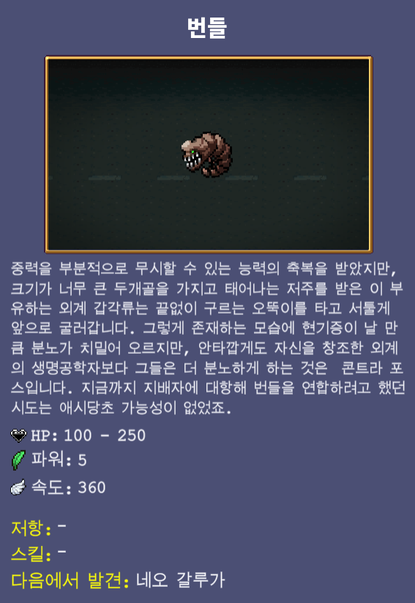 번들
중력을 부분적으로 무시할 수 있는 능력의 축복을 받았지만,
크기가 너무 큰 두개골을 가지고 태어나는 저주를 받은 이 부
유하는 외계 갑각류는 끝없이 구르는 오뚝이를 타고 서툴게
앞으로 굴러갑니다. 그렇게 존재하는 모습에 현기증이 날 만
큼 분노가 치밀어 오르지만, 안타깝게도 자신을 창조한 외계
의 생명공학자보다 그들은 더 분노하게 하는 것은 콘트라 포
스입니다. 지금까지 지배자에 대항해 번들을 연합하려고 했던
시도는 애시당초 가능성이 없었죠.
HP: 100 - 250
파워: 5
속도: 360
저항: -
스킬: -
다음에서 발견: 네오 갈루가